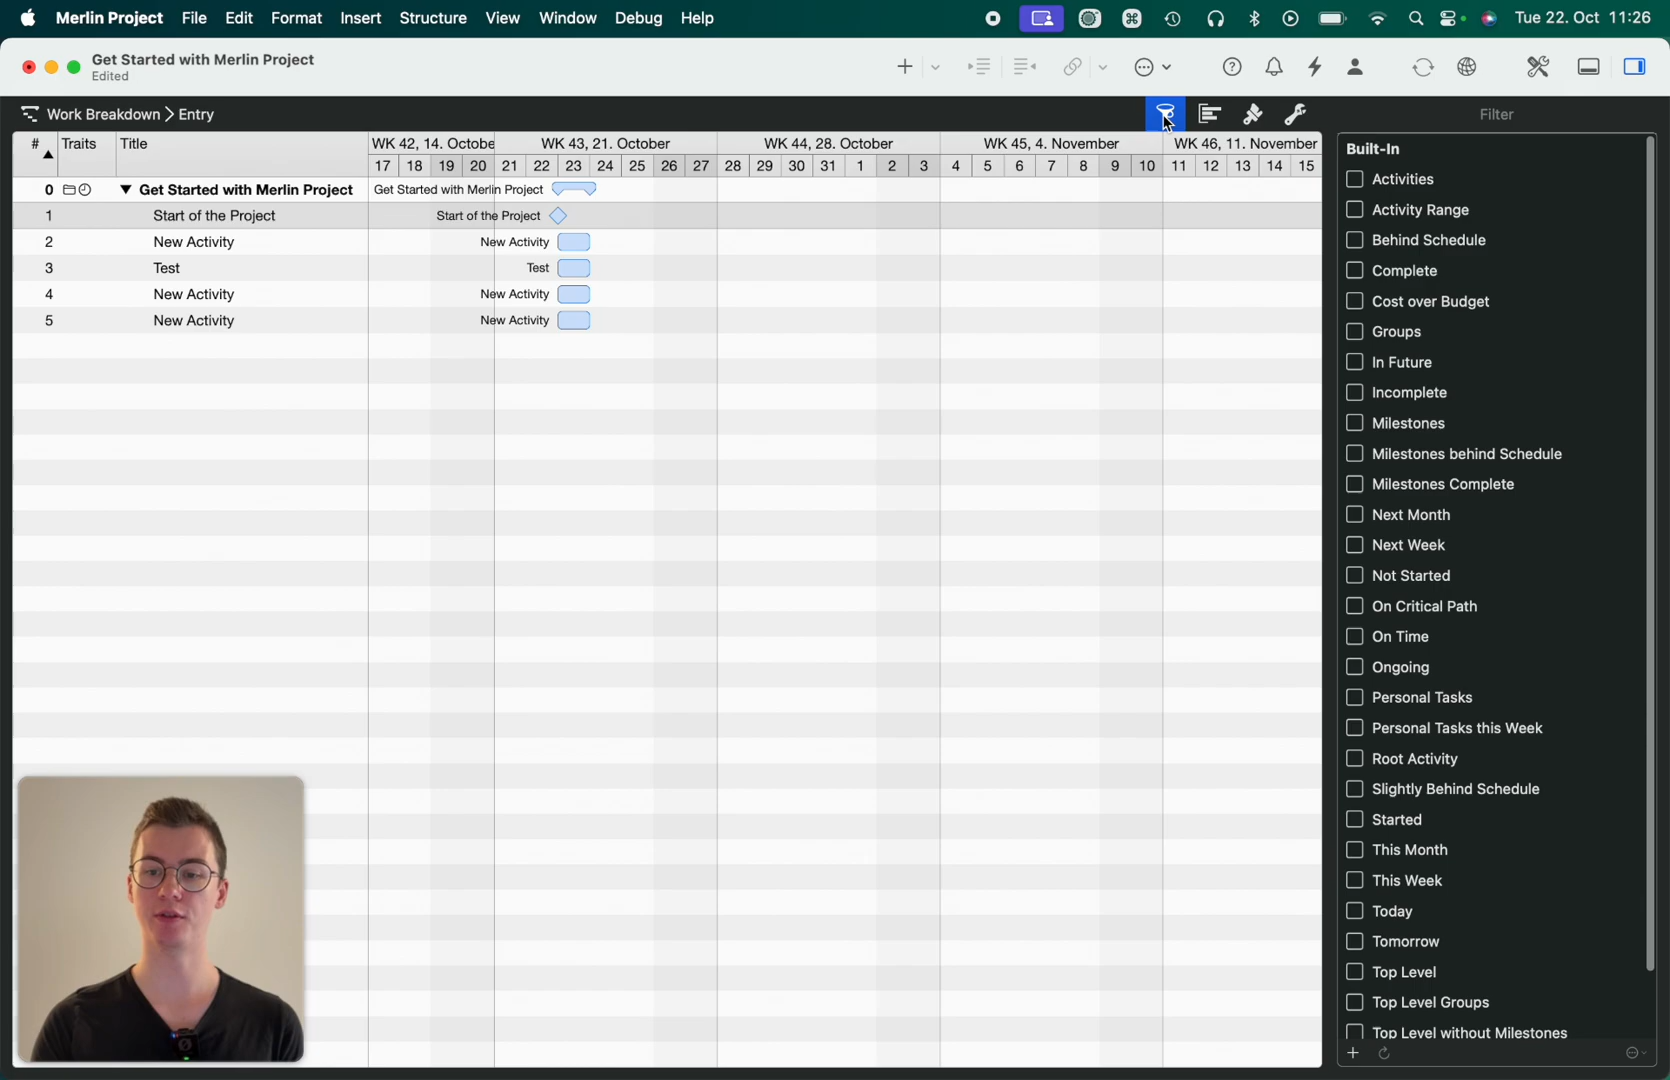 Merlin Project File Edit Format Insert Structure View Window Debug Help Tue 22. Oct 11:26
Get Started with Merlin Project
Edited
Work Breakdown > Entry
Filter
# Traits Title
WK 42, 14. Octobe WK 43, 21. October WK 44, 28. October WK 45, 4. November WK 46, 11. November
17 18 19 20 21 22 23 24 25 26 27 28 29 30 31 1 2 3 4 5 6 7 8 9 10 11 12 13 14 15
0 Get Started with Merlin Project Get Started with Merlin Project
1 Start of the Project Start of the Project
2 New Activity New Activity
3 Test Test
4 New Activity New Activity
5 New Activity New Activity
Built-In
Activities
Activity Range
Behind Schedule
Complete
Cost over Budget
Groups
In Future
Incomplete
Milestones
Milestones behind Schedule
Milestones Complete
Next Month
Next Week
Not Started
On Critical Path
On Time
Ongoing
Personal Tasks
Personal Tasks this Week
Root Activity
Slightly Behind Schedule
Started
This Month
This Week
Today
Tomorrow
Top Level
Top Level Groups
Top Level without Milestones